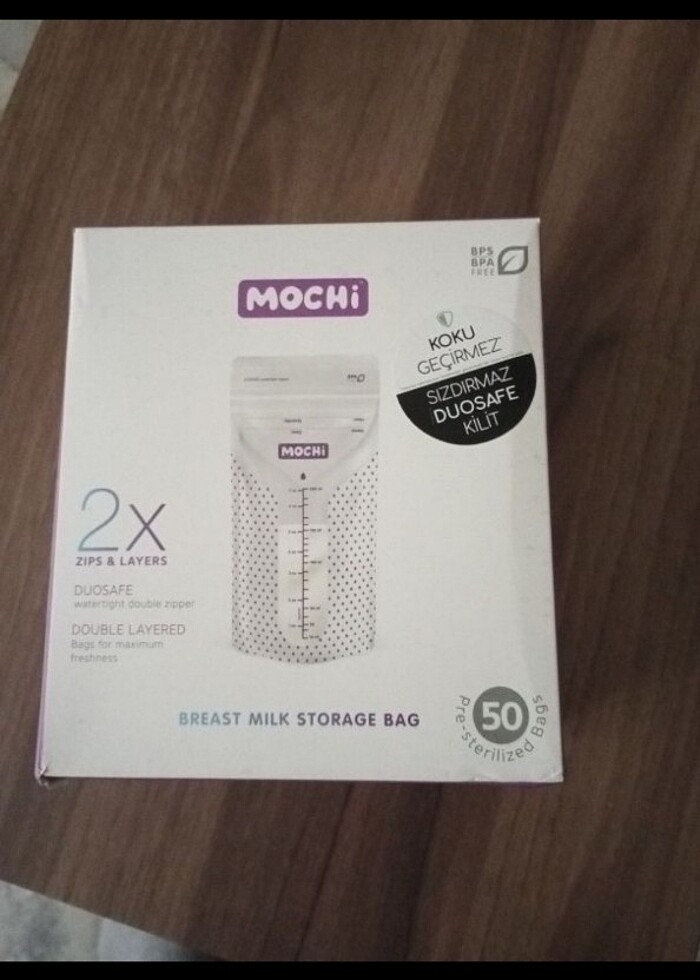 BPS
BPA
FREE
MOCHi
KOKU
GEÇİRMEZ
SIZDIRMAZ
DUOSAFE
KİLİT
MOCHi
2X
ZIPS & LAYERS
DUOSAFE
watertight double zipper
DOUBLE LAYERED
Bags for maximum
freshness
BREAST MILK STORAGE BAG
50
Pre-sterilized Bags